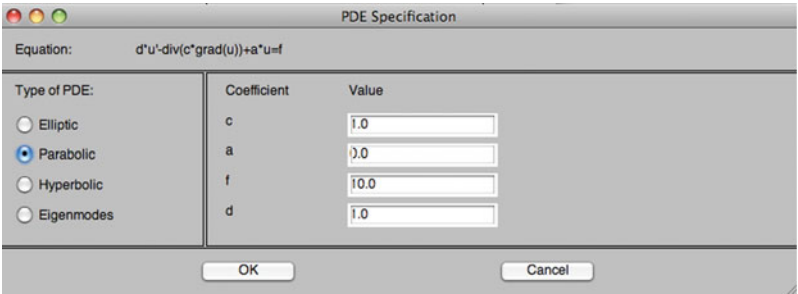 PDE Specification
Equation: d*u'-div(c*grad(u))+a*u=f
Type of PDE: Coefficient Value
Elliptic c 1.0
Parabolic a 0.0
Hyperbolic f 10.0
Eigenmodes d 1.0
OK Cancel